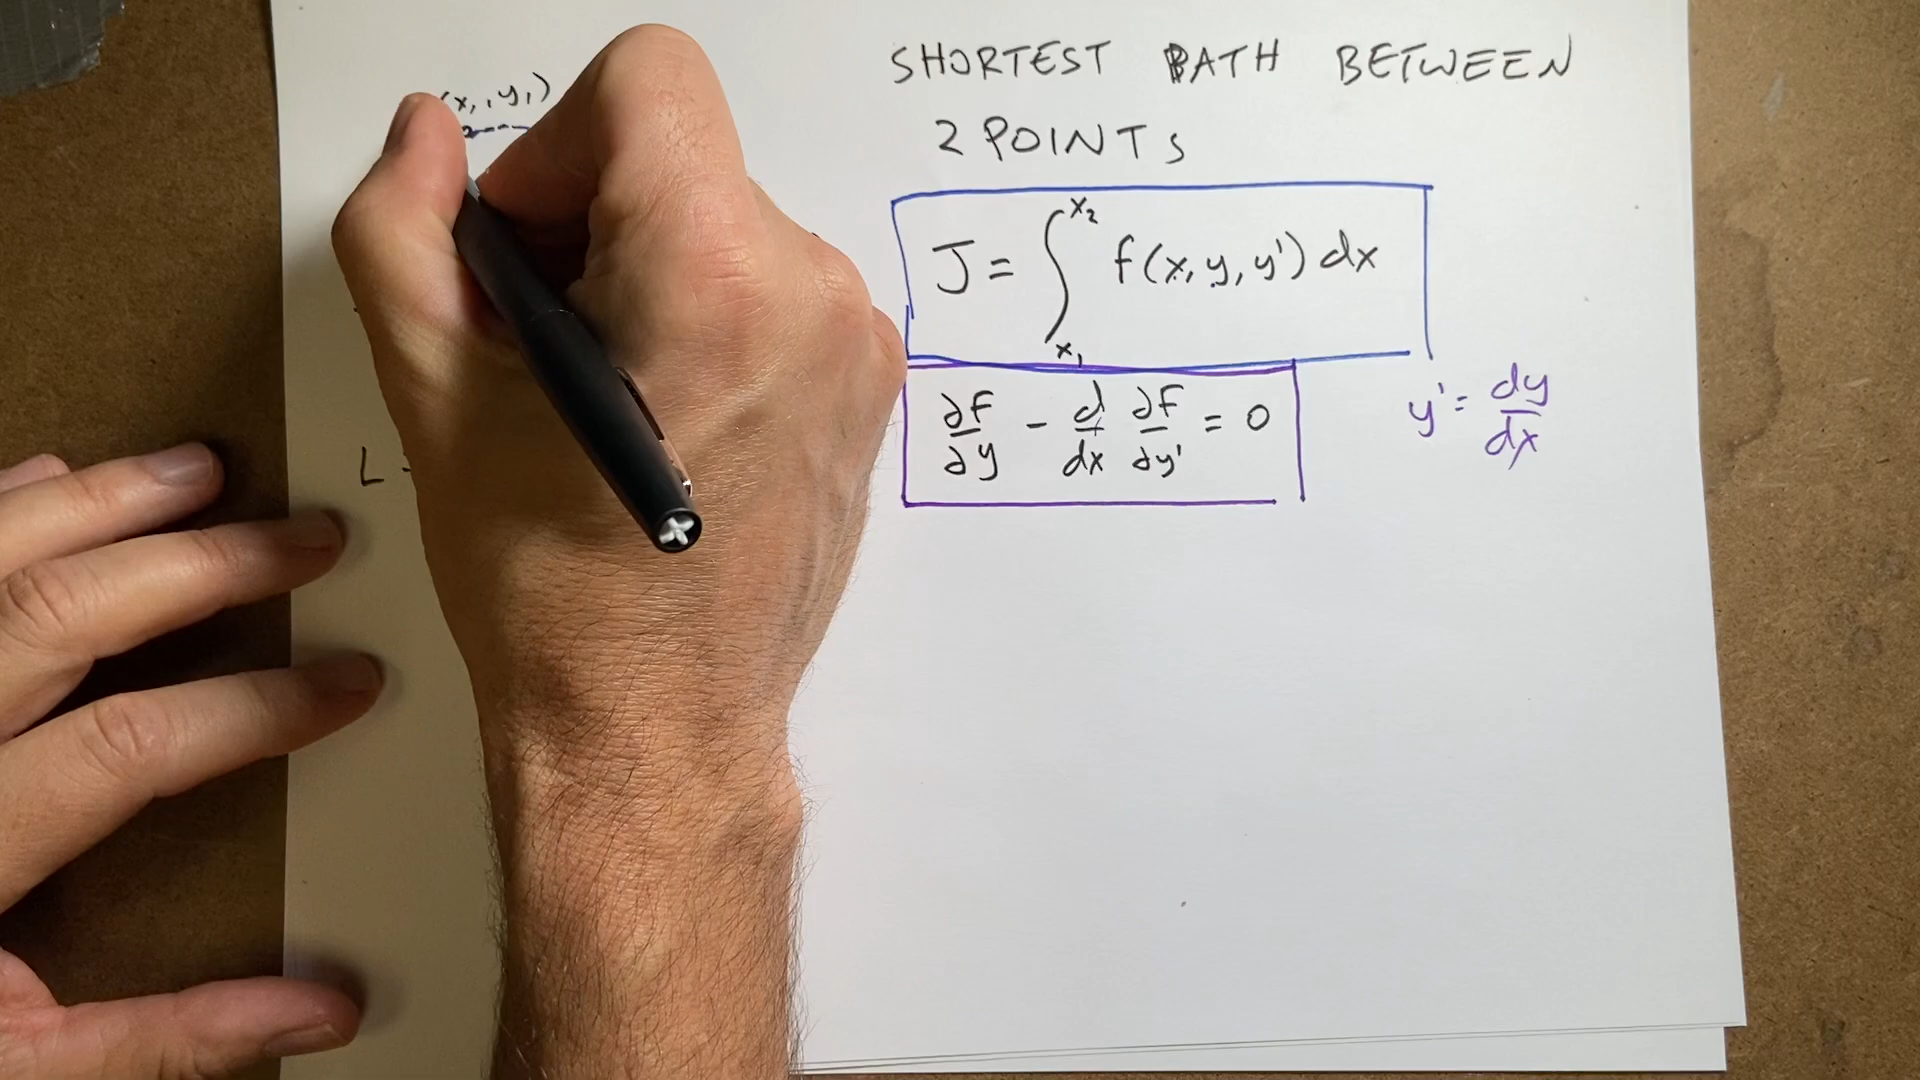 SHORTEST PATH BETWEEN
2 POINTS
(x₁, y₁)
J = ∫_{x₁}^{x₂} f(x, y, y') dx
∂f/∂y - d/dx ∂f/∂y' = 0
y' = dy/dx
L